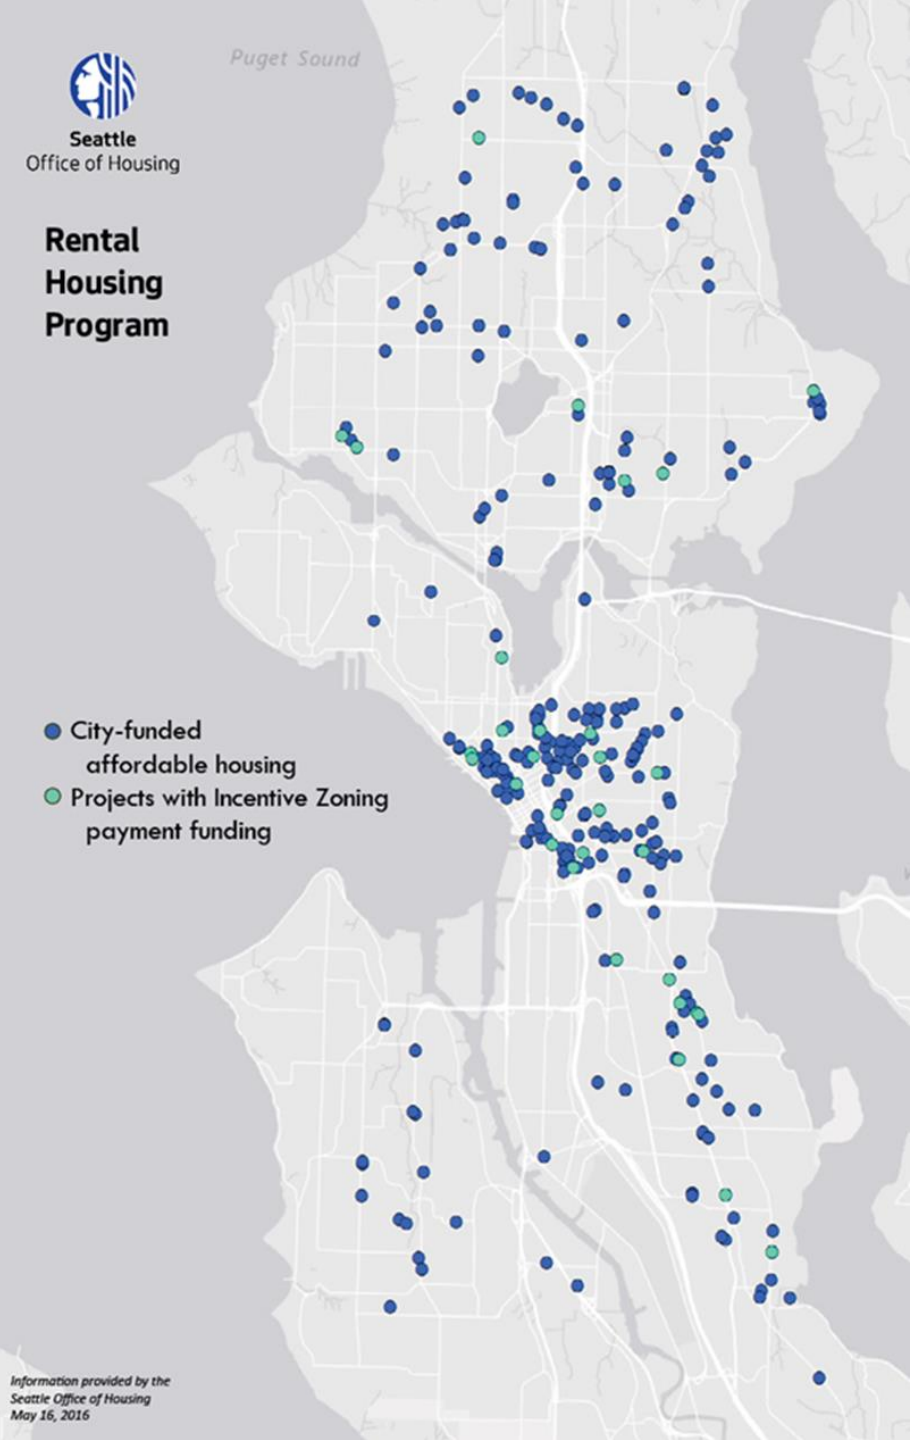 Puget Sound
Seattle
Office of Housing
Rental
Housing
Program
City-funded
affordable housing
Projects with Incentive Zoning
payment funding
Information provided by the
Seattle Office of Housing
May 16, 2016